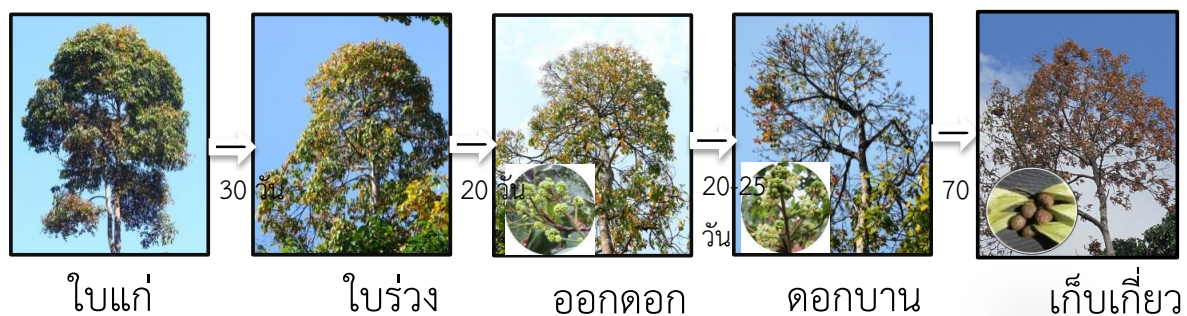 30 วัน
20 วัน
20-25
วัน
70
ใบแก่
ใบร่วง
ออกดอก
ดอกบาน
เก็บเกี่ยว